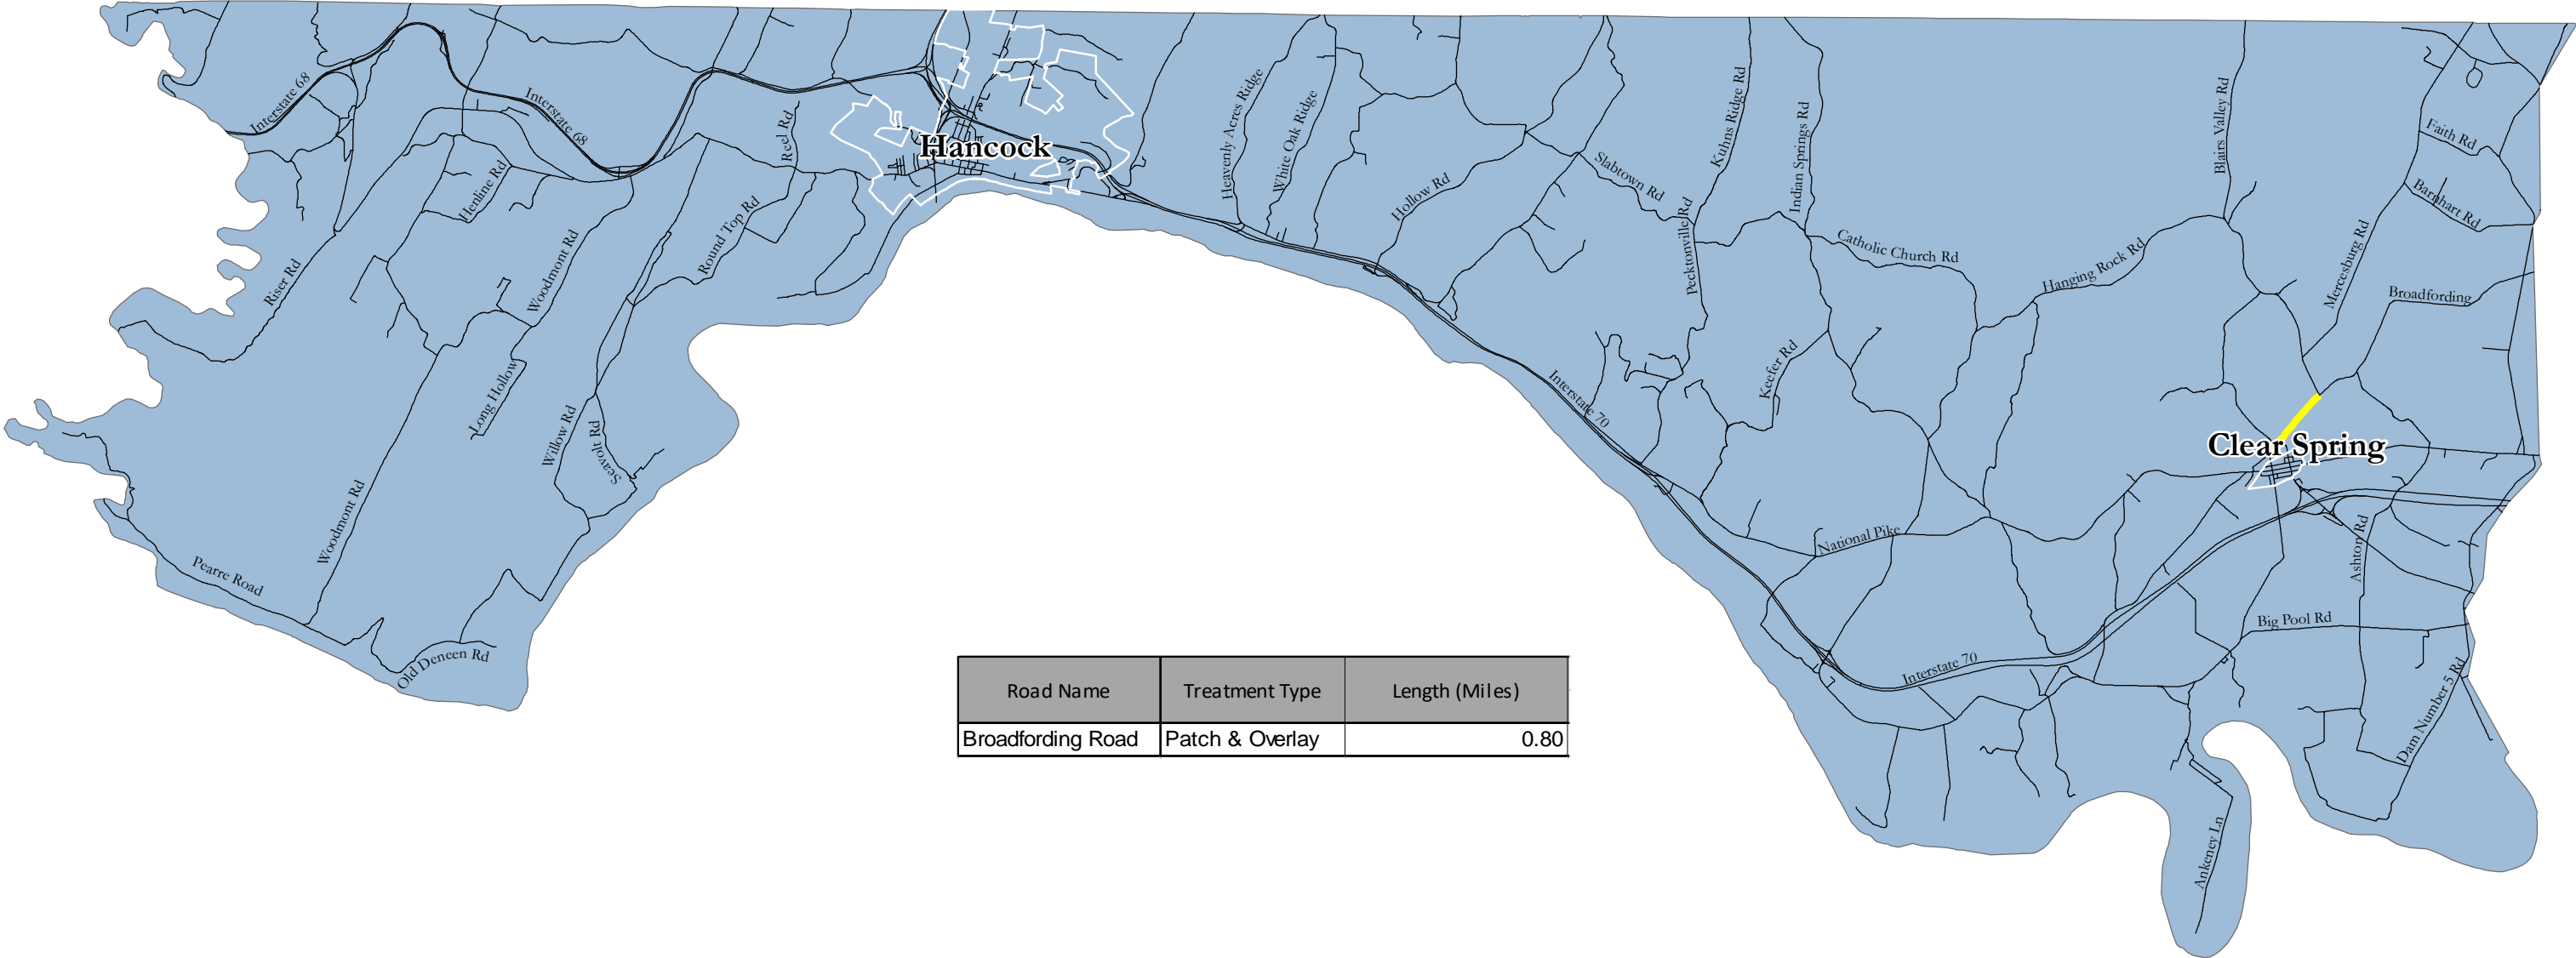 Interstate 68
Interstate 68
Reel Rd
Hancock
Henline Rd
Round Top Rd
Woodmont Rd
Riser Rd
Long Hollow
Willow Rd
Seavolt Rd
Woodmont Rd
Pearre Road
Old Deneen Rd
Heavenly Acres Ridge
White Oak Ridge
Hollow Rd
Slabtown Rd
Kuhns Ridge Rd
Indian Springs Rd
Pecktonville Rd
Catholic Church Rd
Hanging Rock Rd
Blairs Valley Rd
Faith Rd
Barnhart Rd
Mercesburg Rd
Broadfording
Keefer Rd
Interstate 70
Clear Spring
National Pike
Ashton Rd
Big Pool Rd
Interstate 70
Dam Number 5 Rd
Ankeney Ln
Road Name Treatment Type Length (Miles)
Broadfording Road Patch & Overlay 0.80